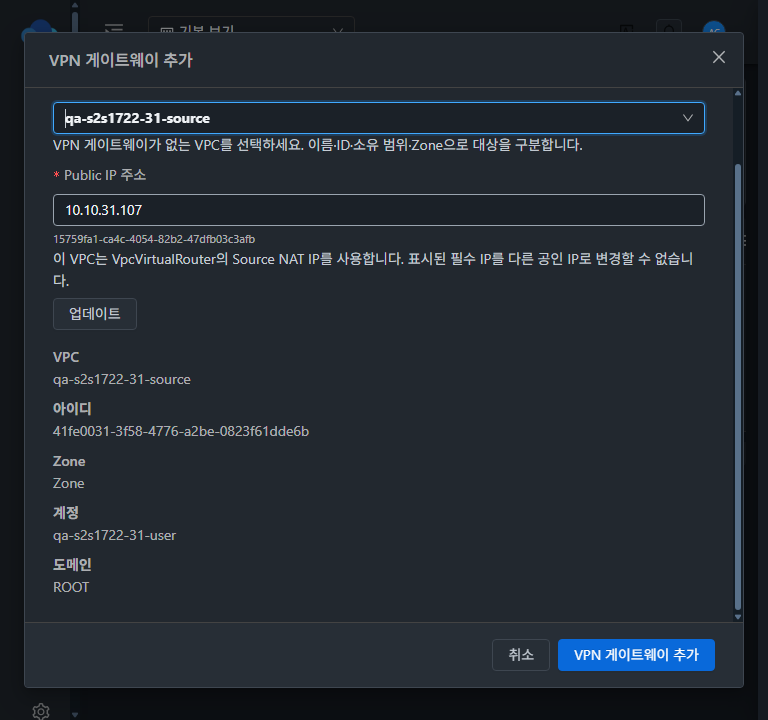 기본 보기
VPN 게이트웨이 추가
qa-s2s1722-31-source
VPN 게이트웨이가 없는 VPC를 선택하세요. 이름·ID·소유 범위·Zone으로 대상을 구분합니다.
* Public IP 주소
10.10.31.107
15759fa1-ca4c-4054-82b2-47dfb03c3afb
이 VPC는 VpcVirtualRouter의 Source NAT IP를 사용합니다. 표시된 필수 IP를 다른 공인 IP로 변경할 수 없습니
다.
업데이트
VPC
qa-s2s1722-31-source
아이디
41fe0031-3f58-4776-a2be-0823f61dde6b
Zone
Zone
계정
qa-s2s1722-31-user
도메인
ROOT
취소
VPN 게이트웨이 추가